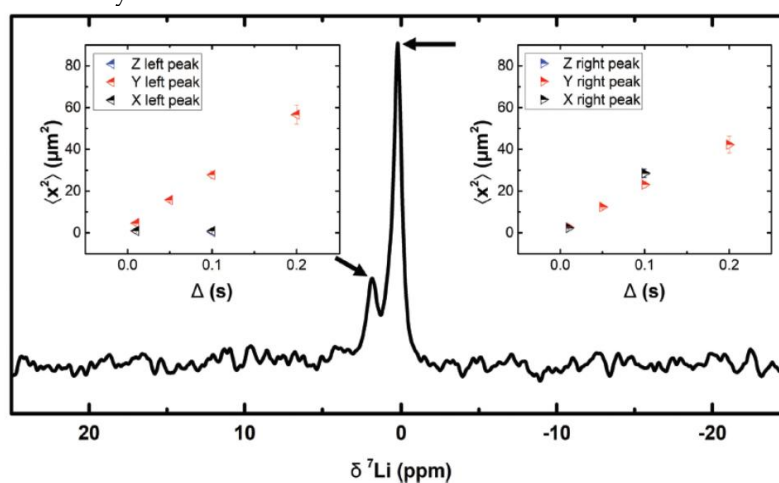 80
60
40
20
0
Z left peak
Y left peak
X left peak
⟨x²⟩ (μm²)
0.0 0.1 0.2
Δ (s)
80
60
40
20
0
Z right peak
Y right peak
X right peak
⟨x²⟩ (μm²)
0.0 0.1 0.2
Δ (s)
20 10 0 -10 -20
δ ⁷Li (ppm)